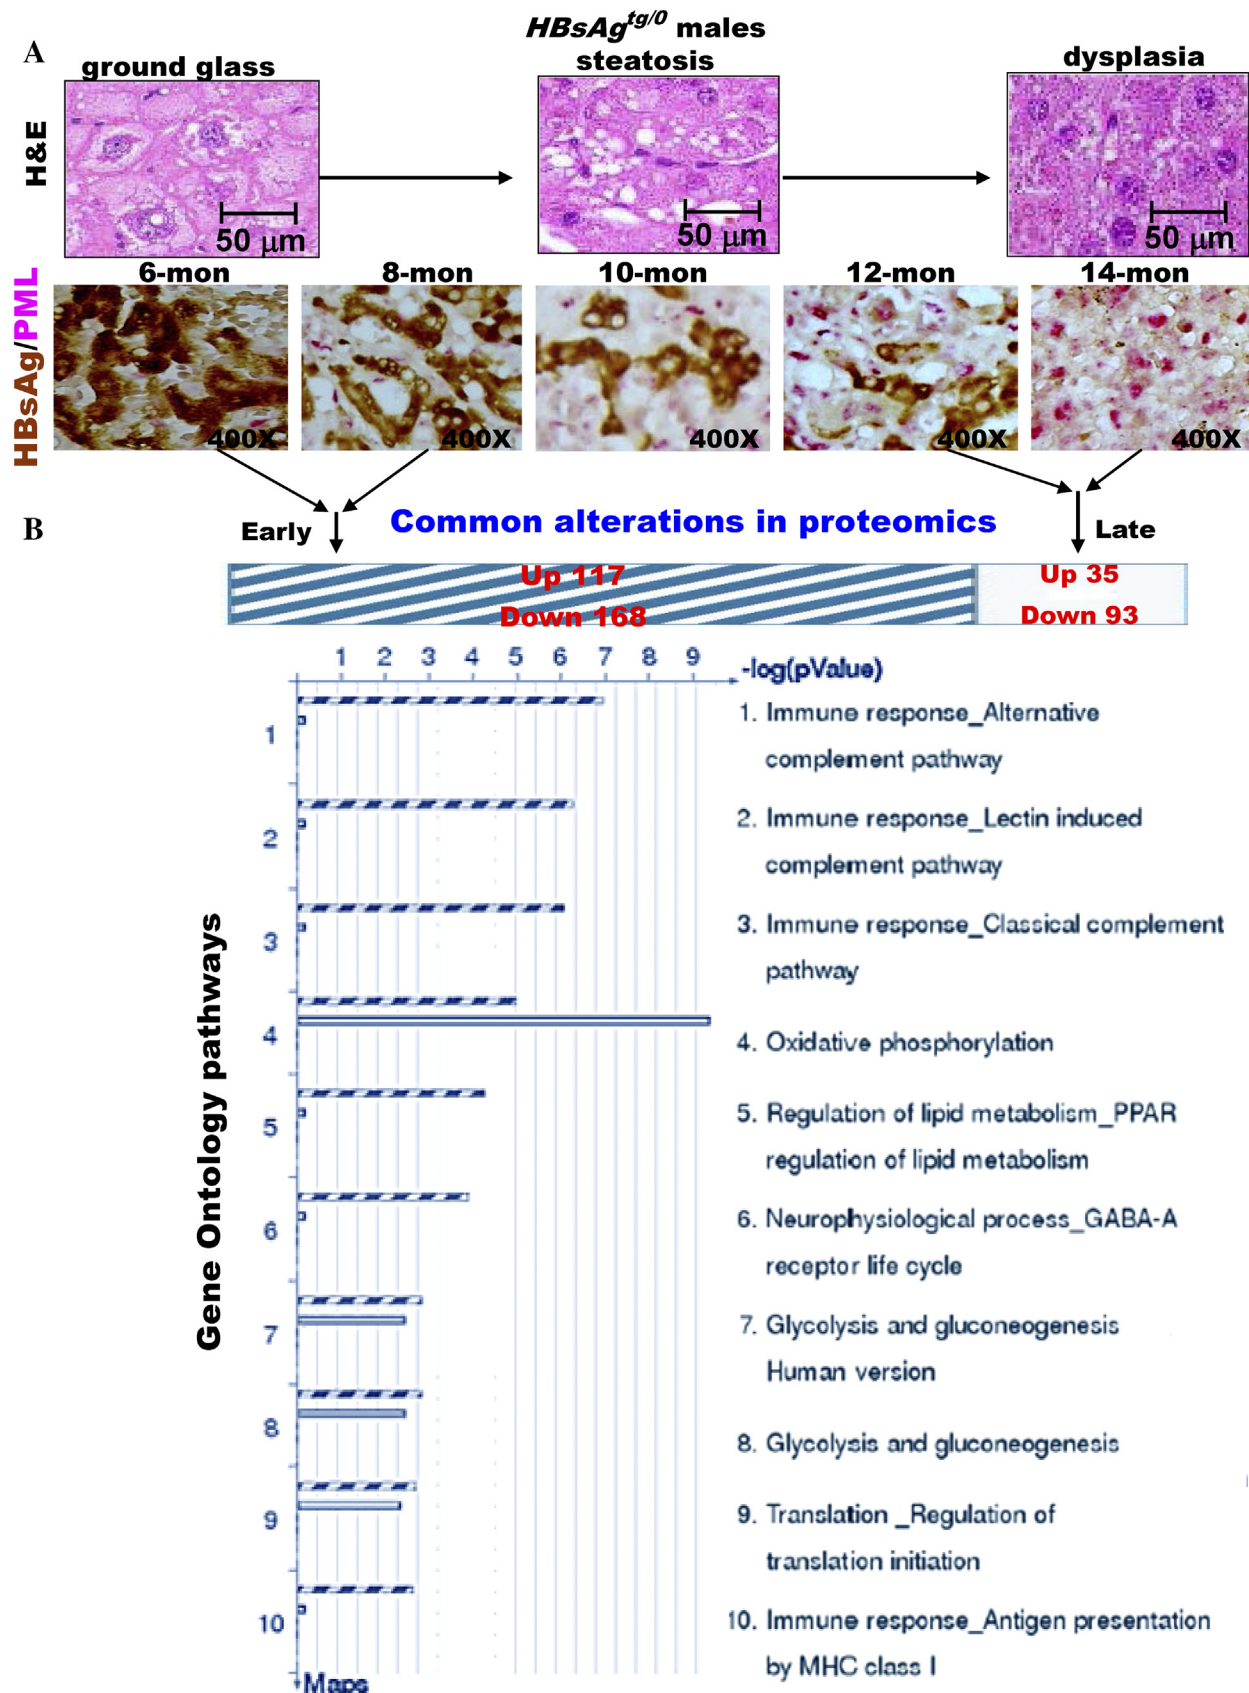 A
HBsAg^tg/0 males
ground glass
steatosis
dysplasia
H&E
50 µm
50 µm
50 µm
6-mon
8-mon
10-mon
12-mon
14-mon
HBsAg/PML
400X
400X
400X
400X
400X
B
Early
Common alterations in proteomics
Late
Up 117
Down 168
Up 35
Down 93
1 2 3 4 5 6 7 8 9
-log(pValue)
Gene Ontology pathways
1
2
3
4
5
6
7
8
9
10
Maps
1. Immune response_Alternative
complement pathway
2. Immune response_Lectin induced
complement pathway
3. Immune response_Classical complement
pathway
4. Oxidative phosphorylation
5. Regulation of lipid metabolism_PPAR
regulation of lipid metabolism
6. Neurophysiological process_GABA-A
receptor life cycle
7. Glycolysis and gluconeogenesis
Human version
8. Glycolysis and gluconeogenesis
9. Translation _Regulation of
translation initiation
10. Immune response_Antigen presentation
by MHC class I